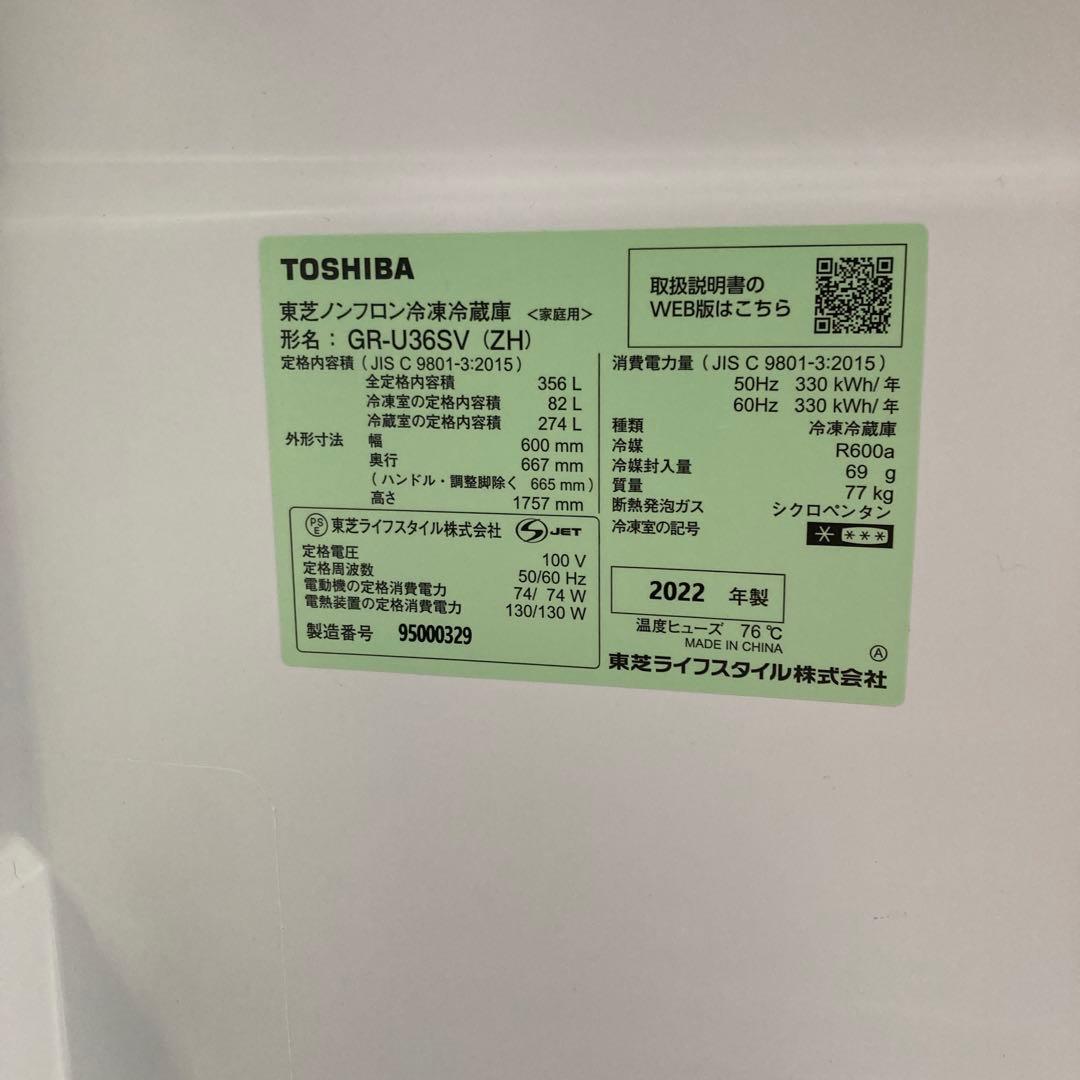 TOSHIBA
東芝ノンフロン冷凍冷蔵庫 <家庭用>
形名： GR-U36SV (ZH)
定格内容積 ( JIS C 9801-3:2015 )
全定格内容積 356 L
冷凍室の定格内容積 82 L
冷蔵室の定格内容積 274 L
外形寸法 幅 600 mm
奥行 667 mm
( ハンドル・調整脚除く 665 mm )
高さ 1757 mm
PS E 東芝ライフスタイル株式会社 S JET
定格電圧 100 V
定格周波数 50/60 Hz
電動機の定格消費電力 74/ 74 W
電熱装置の定格消費電力 130/130 W
製造番号 95000329
取扱説明書の
WEB版はこちら
消費電力量 ( JIS C 9801-3:2015 )
50Hz 330 kWh/ 年
60Hz 330 kWh/ 年
種類 冷凍冷蔵庫
冷媒 R600a
冷媒封入量 69 g
質量 77 kg
断熱発泡ガス シクロペンタン
冷凍室の記号 * ***
2022 年製
温度ヒューズ 76 ℃
MADE IN CHINA
Ⓐ
東芝ライフスタイル株式会社